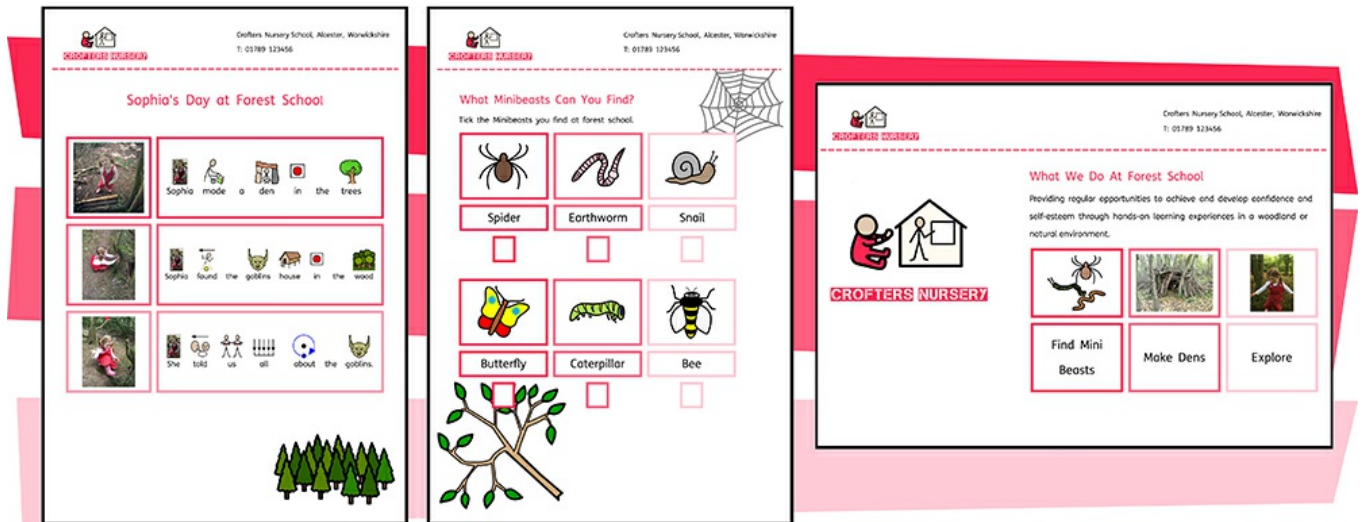 CROFTERS NURSERY
Crofters Nursery School, Alcester, Warwickshire
T: 01789 123456
Sophia's Day at Forest School
Sophia made a den in the trees
Sophia found the goblins house in the wood
She told us all about the goblins.
CROFTERS NURSERY
Crofters Nursery School, Alcester, Warwickshire
T: 01789 123456
What Minibeasts Can You Find?
Tick the Minibeasts you find at forest school.
Spider Earthworm Snail
Butterfly Caterpillar Bee
CROFTERS NURSERY
Crofters Nursery School, Alcester, Warwickshire
T: 01789 123456
What We Do At Forest School
Providing regular opportunities to achieve and develop confidence and
self-esteem through hands-on learning experiences in a woodland or
natural environment.
CROFTERS NURSERY
Find Mini
Beasts
Make Dens
Explore